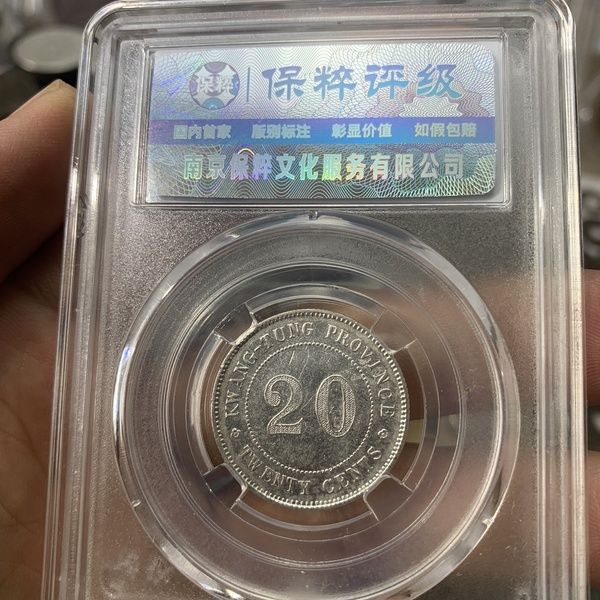 保粹 保粹评级
国内首家 版别标注 彰显价值 如假包赔
南京保粹文化服务有限公司
KWANG-TUNG PROVINCE
20
TWENTY CENTS